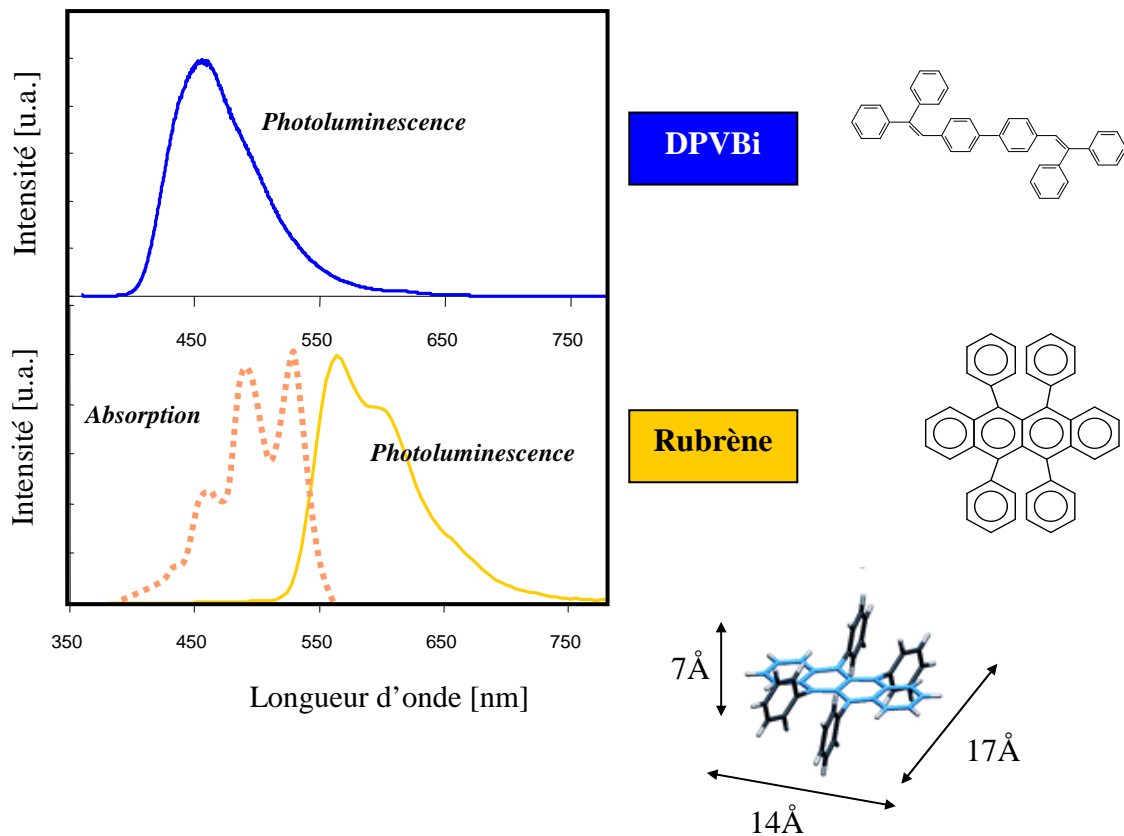 Intensité [u.a.]
Photoluminescence
450
550
650
750
DPVBi
Intensité [u.a.]
Absorption
Photoluminescence
350
450
550
650
750
Longueur d’onde [nm]
Rubrène
7Å
17Å
14Å